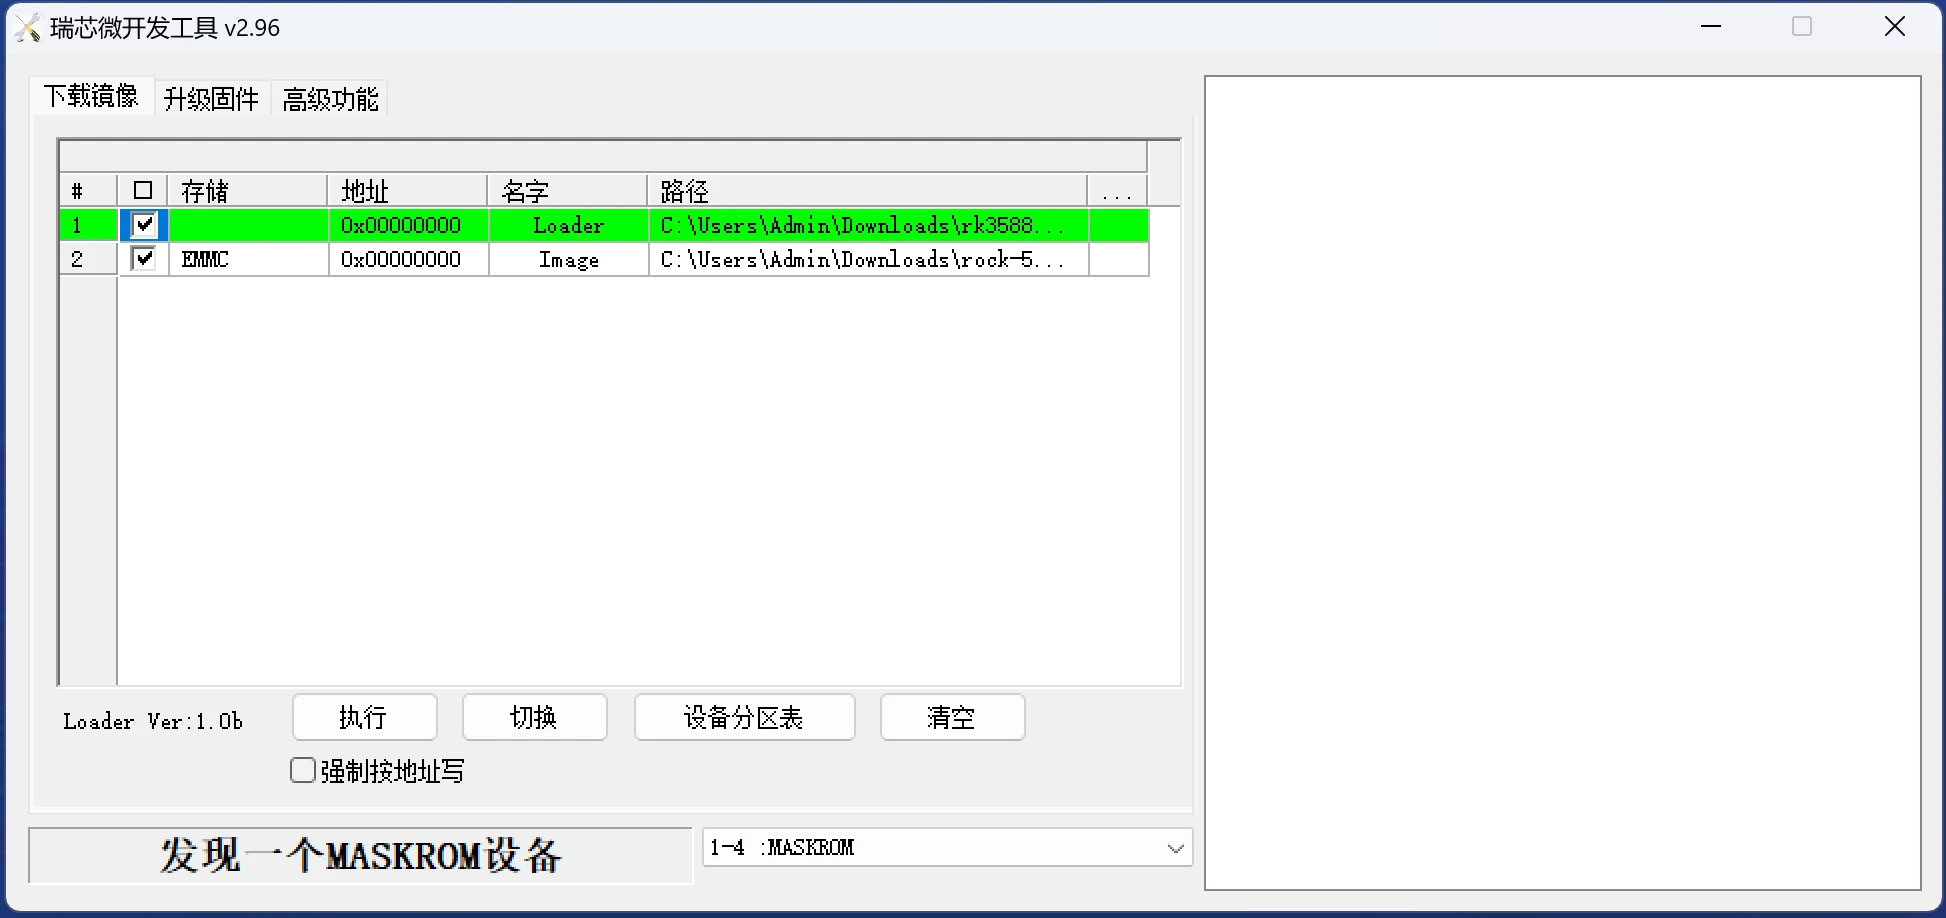 瑞芯微开发工具 v2.96
下载镜像 升级固件 高级功能
# 存储 地址 名字 路径 ...
1 0x00000000 Loader C:\Users\Admin\Downloads\rk3588...
2 EMMC 0x00000000 Image C:\Users\Admin\Downloads\rock-5...
Loader Ver:1.0b 执行 切换 设备分区表 清空
强制按地址写
发现一个MASKROM设备 1-4 :MASKROM